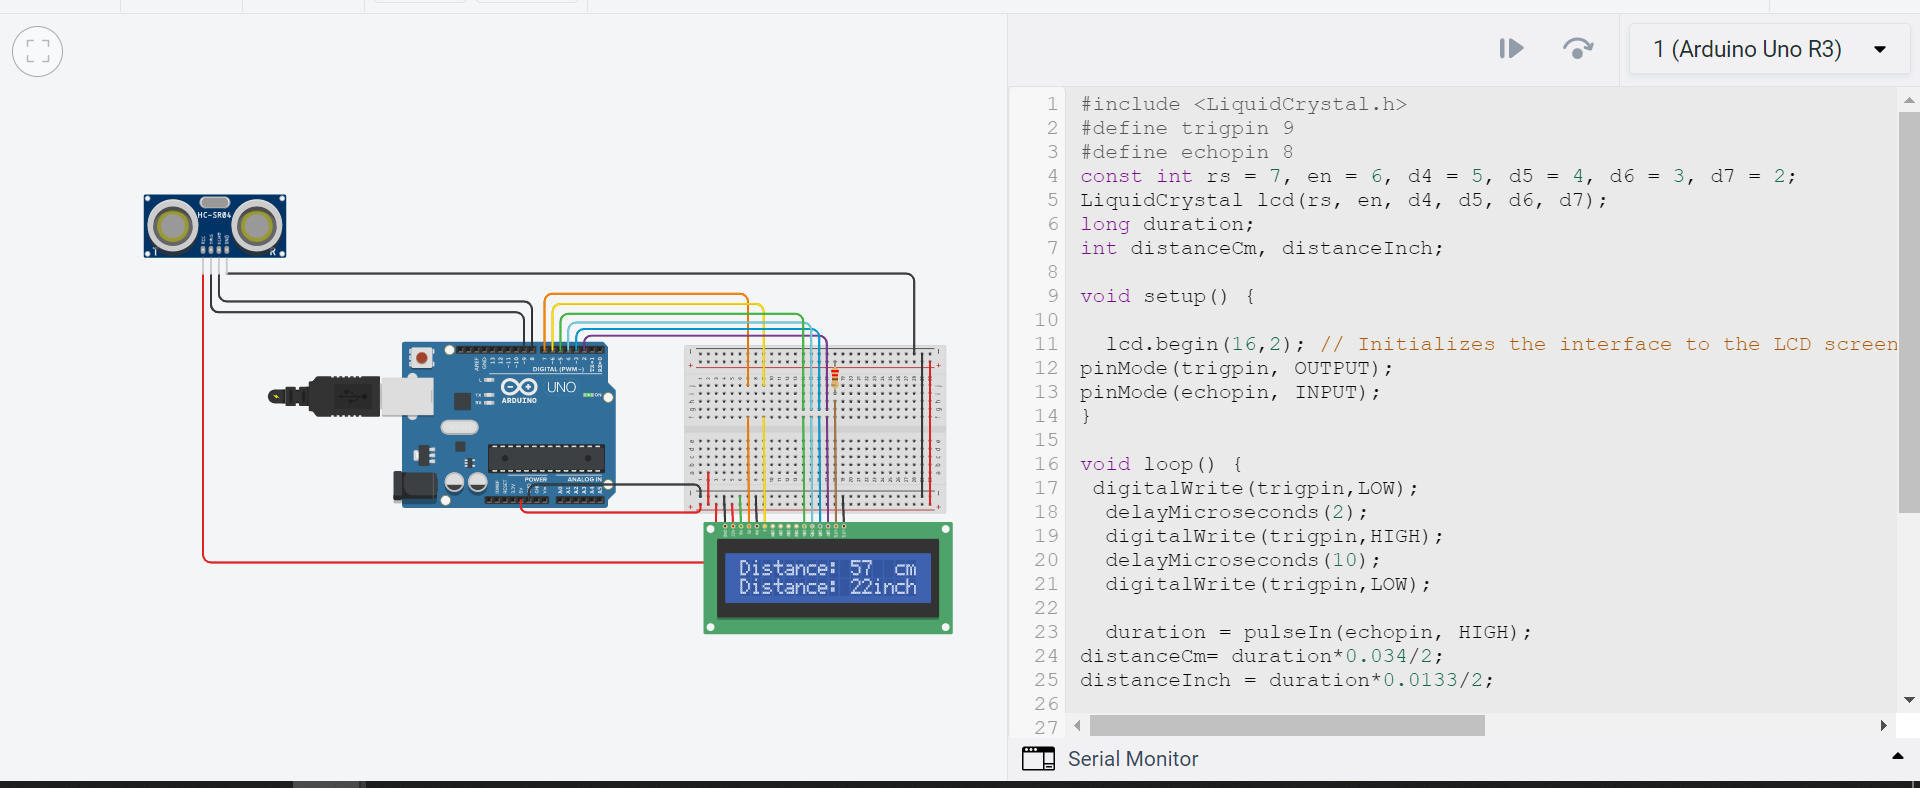 1 (Arduino Uno R3)
HC-SR04
T
R
DIGITAL (PWM~)
UNO
ARDUINO
ON
TX
RX
L
POWER
ANALOG IN
Distance: 57  cm
Distance: 22inch
1 #include <LiquidCrystal.h>
2 #define trigpin 9
3 #define echopin 8
4 const int rs = 7, en = 6, d4 = 5, d5 = 4, d6 = 3, d7 = 2;
5 LiquidCrystal lcd(rs, en, d4, d5, d6, d7);
6 long duration;
7 int distanceCm, distanceInch;
8
9 void setup() {
10
11   lcd.begin(16,2); // Initializes the interface to the LCD screen
12 pinMode(trigpin, OUTPUT);
13 pinMode(echopin, INPUT);
14 }
15
16 void loop() {
17  digitalWrite(trigpin,LOW);
18   delayMicroseconds(2);
19   digitalWrite(trigpin,HIGH);
20   delayMicroseconds(10);
21   digitalWrite(trigpin,LOW);
22
23   duration = pulseIn(echopin, HIGH);
24 distanceCm= duration*0.034/2;
25 distanceInch = duration*0.0133/2;
26
27
Serial Monitor